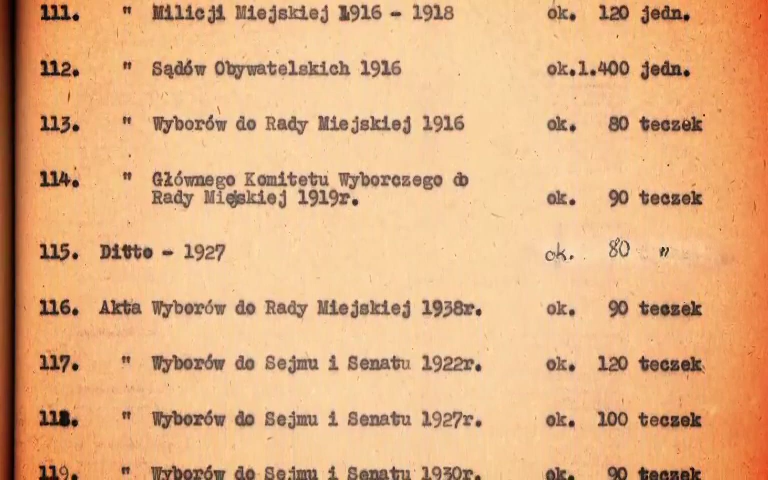 111. " Milicji Miejskiej 1916 - 1918 ok. 120 jedn.
112. " Sądów Obywatelskich 1916 ok.1.400 jedn.
113. " Wyborów do Rady Miejskiej 1916 ok. 80 teczek
114. " Głównego Komitetu Wyborczego do
Rady Miejskiej 1919r. ok. 90 teczek
115. Ditto - 1927 ok. 80 "
116. Akta Wyborów do Rady Miejskiej 1938r. ok. 90 teczek
117. " Wyborów do Sejmu i Senatu 1922r. ok. 120 teczek
118. " Wyborów do Sejmu i Senatu 1927r. ok. 100 teczek
119. " Wyborów do Sejmu i Senatu 1930r. ok. 90 teczek